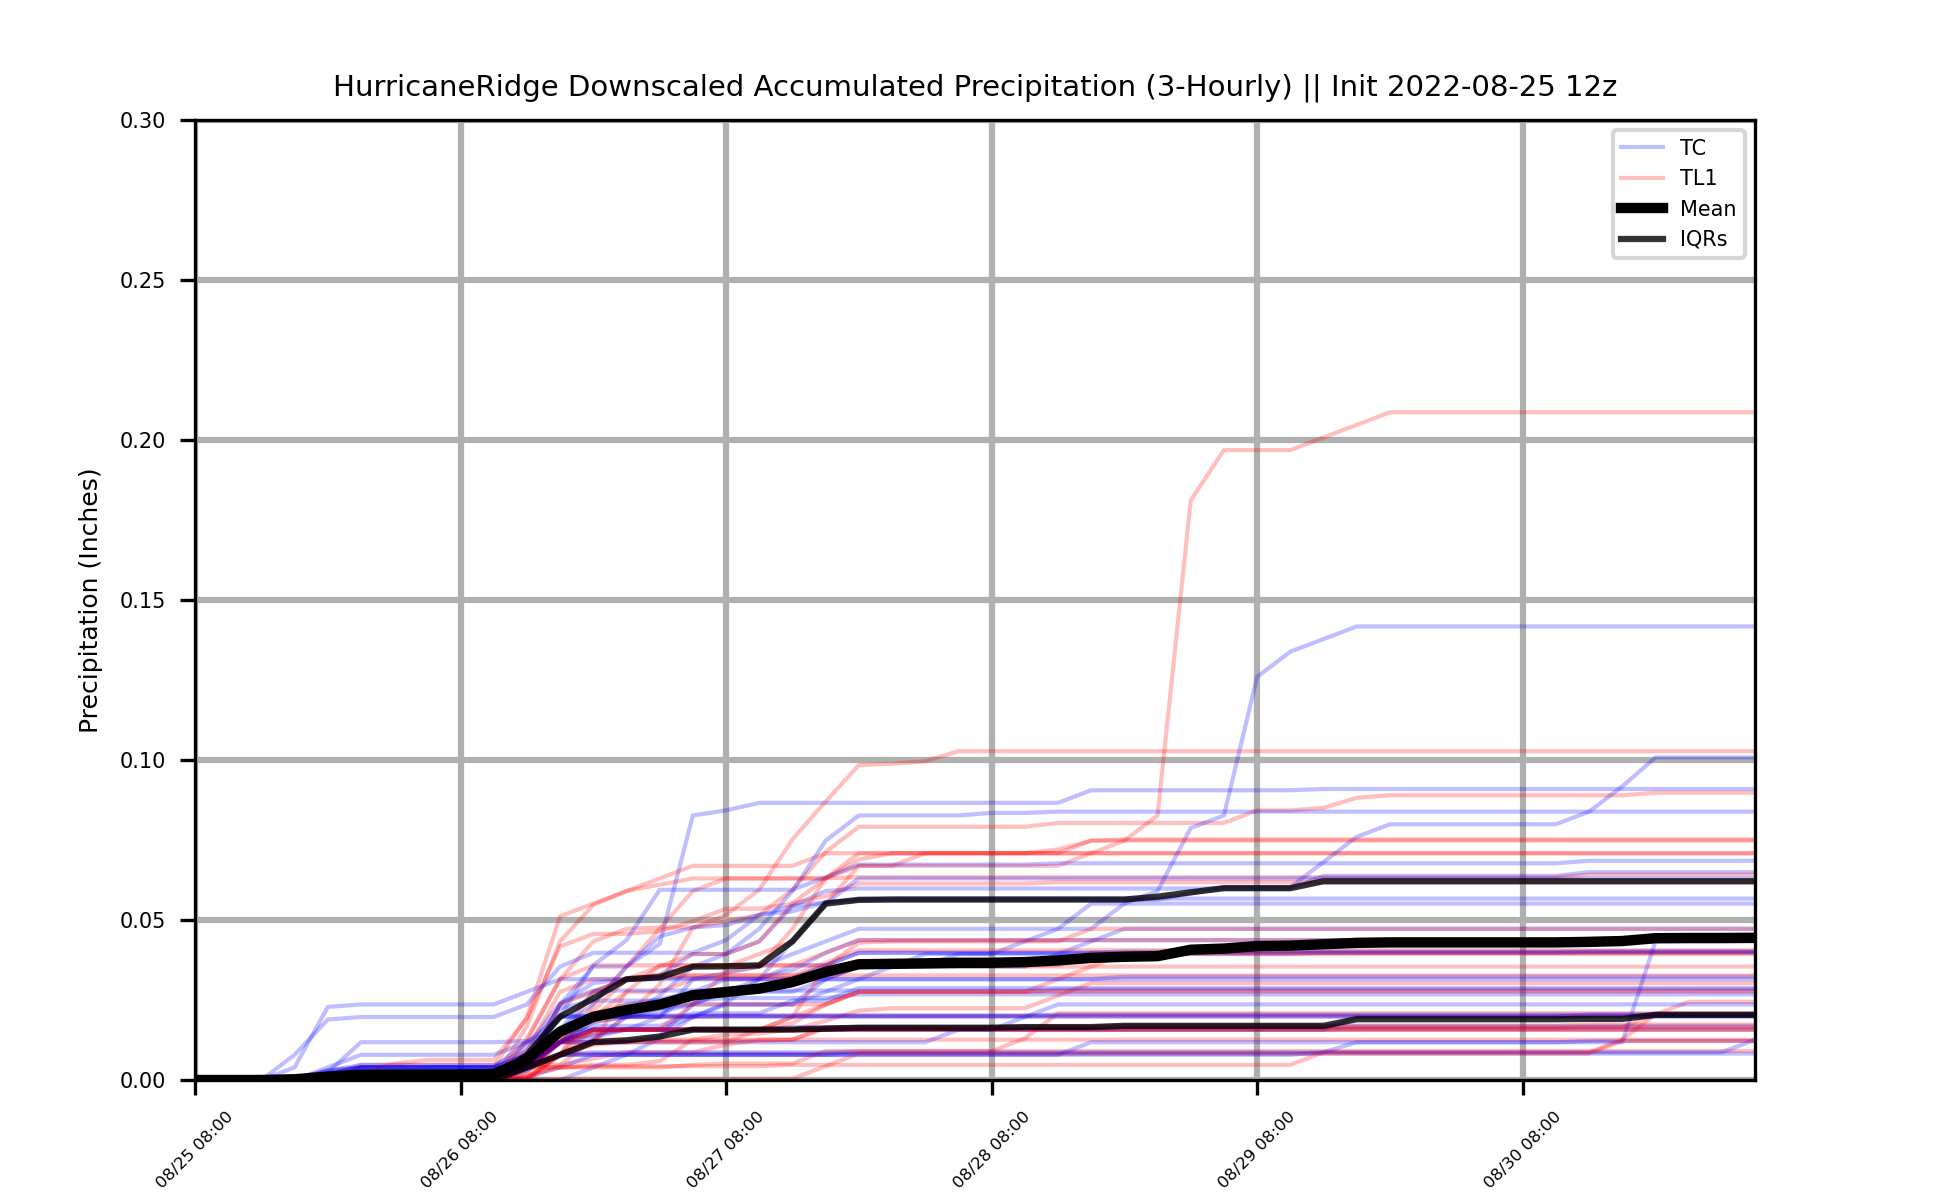 HurricaneRidge Downscaled Accumulated Precipitation (3-Hourly) || Init 2022-08-25 12z
TC
TL1
Mean
IQRs
Precipitation (Inches)
0.30
0.25
0.20
0.15
0.10
0.05
0.00
08/25 08:00
08/26 08:00
08/27 08:00
08/28 08:00
08/29 08:00
08/30 08:00